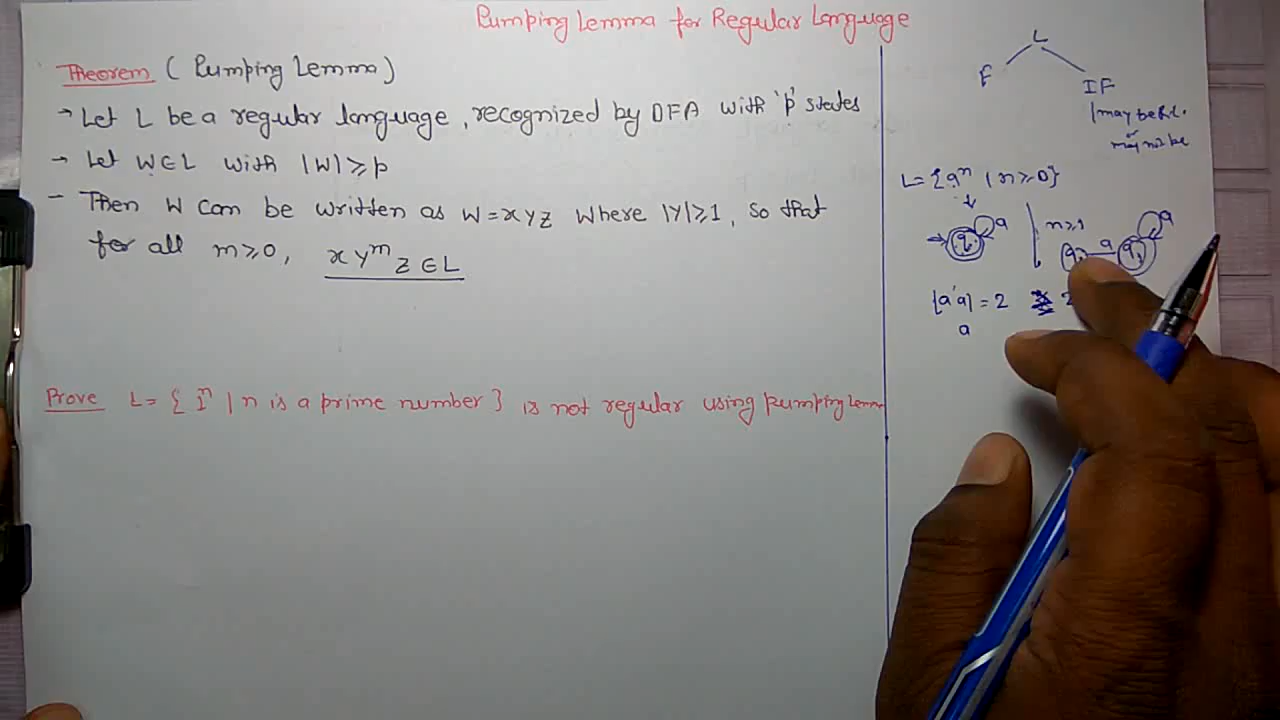 Pumping Lemma for Regular Language
Theorem ( Pumping Lemma )
→ Let L be a regular language, recognized by DFA with 'p' states
→ Let W∈L with |W| ≥ p
- Then W can be written as W = xyz where |Y| ≥ 1, so that
for all m ≥ 0, x y^m z ∈ L
Prove L = { 1^n | n is a prime number } is not regular using pumping Lemma
L
F IF
may be R.L.
may not be
L = {a^n | n ≥ 0}
a n ≥ 1 a a
|aa| = 2 2
a